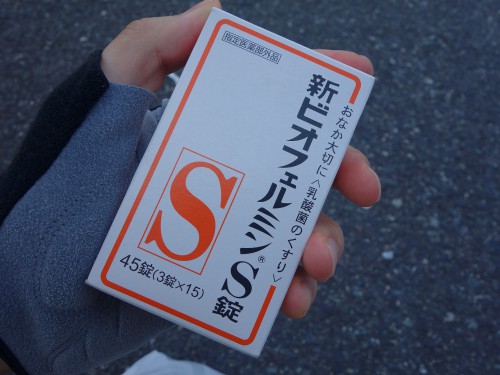 指定医薬部外品
おなか大切に〈乳酸菌のくすり〉
新ビオフェルミン®S錠
S
45錠(3錠×15)